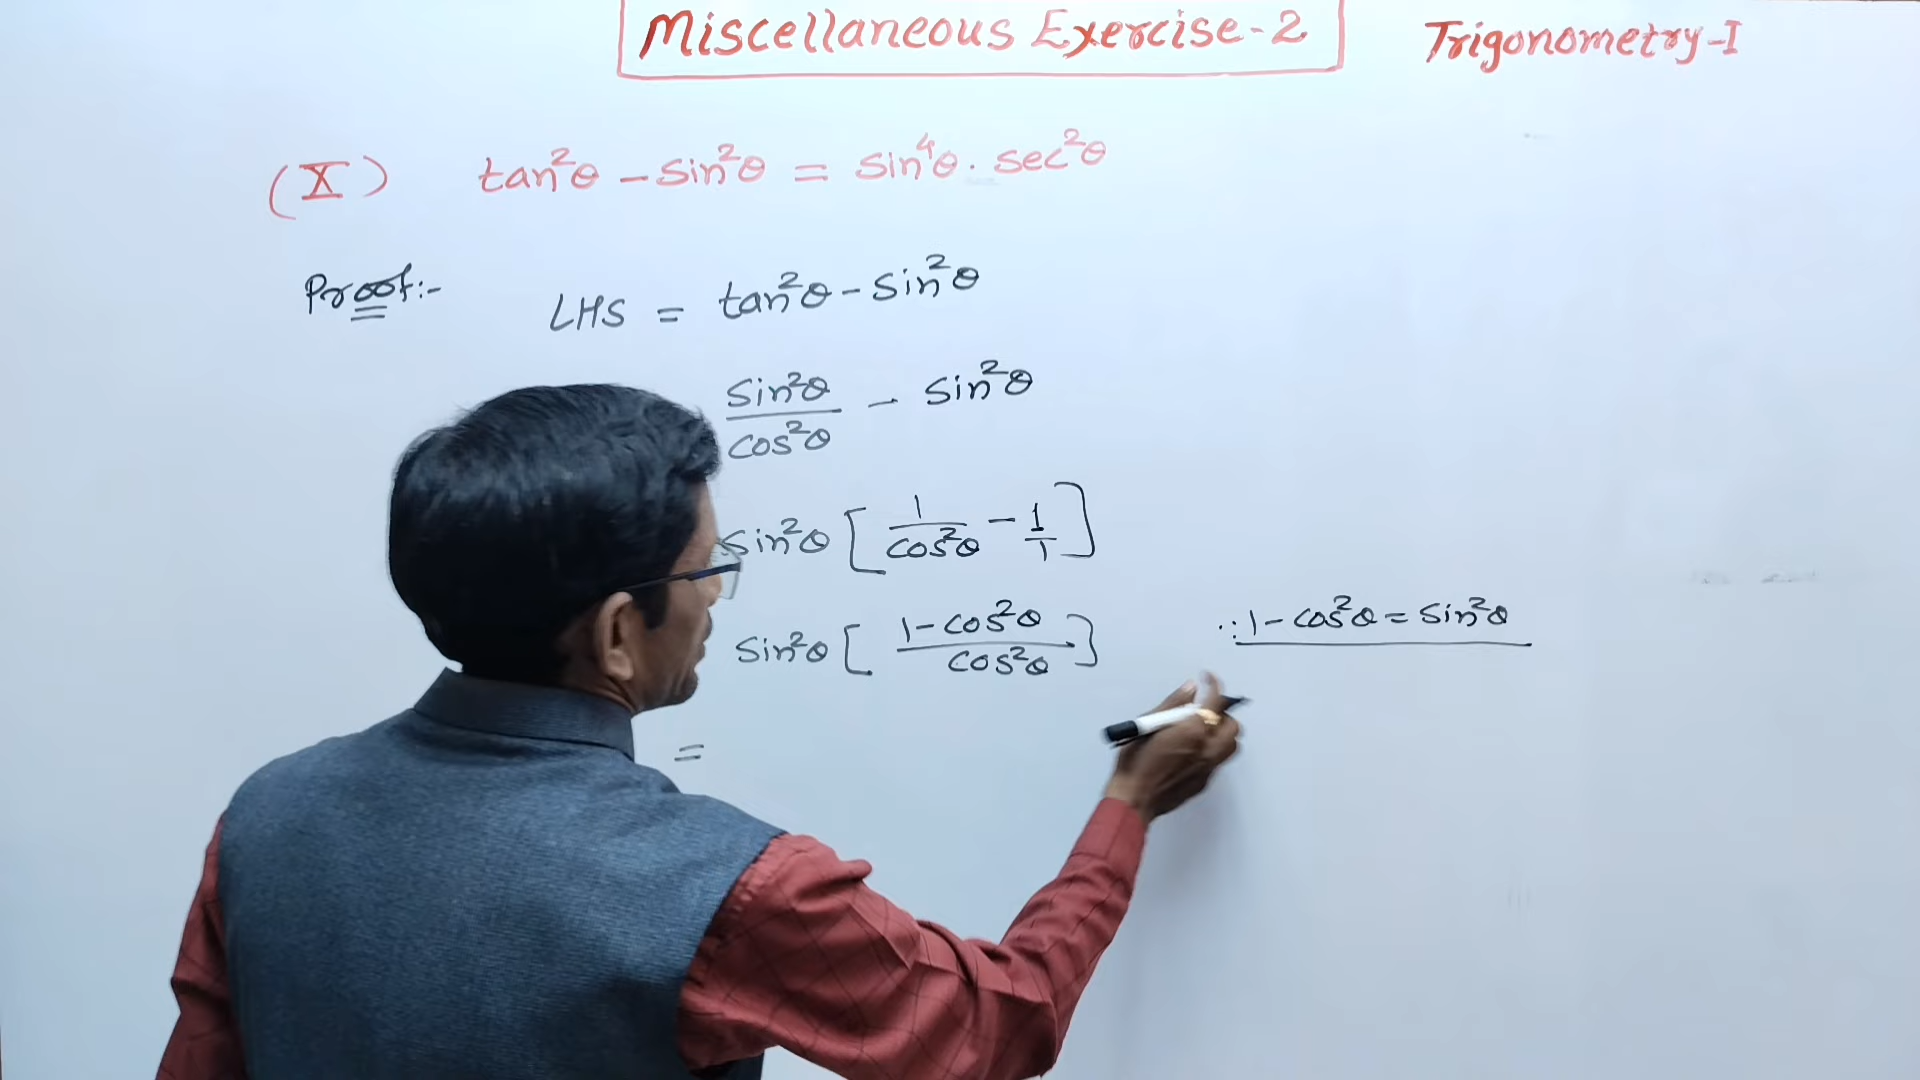 Miscellaneous Exercise-2
Trigonometry-I
(X) tan²θ - sin²θ = sin⁴θ · sec²θ
Proof:- LHS = tan²θ - sin²θ
sin²θ/cos²θ - sin²θ
sin²θ [ 1/cos²θ - 1/1 ]
sin²θ [ 1-cos²θ/cos²θ ] ∵ 1-cos²θ = sin²θ
=